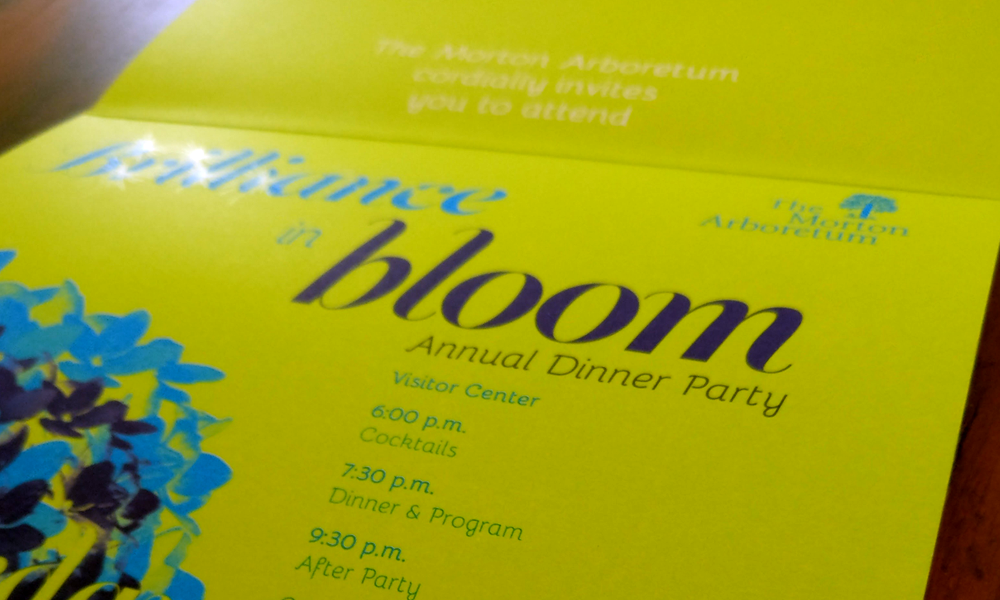 The Morton Arboretum
cordially invites
you to attend
brilliance
in
bloom
The
Morton
Arboretum
Annual Dinner Party
Visitor Center
6:00 p.m.
Cocktails
7:30 p.m.
Dinner & Program
9:30 p.m.
After Party